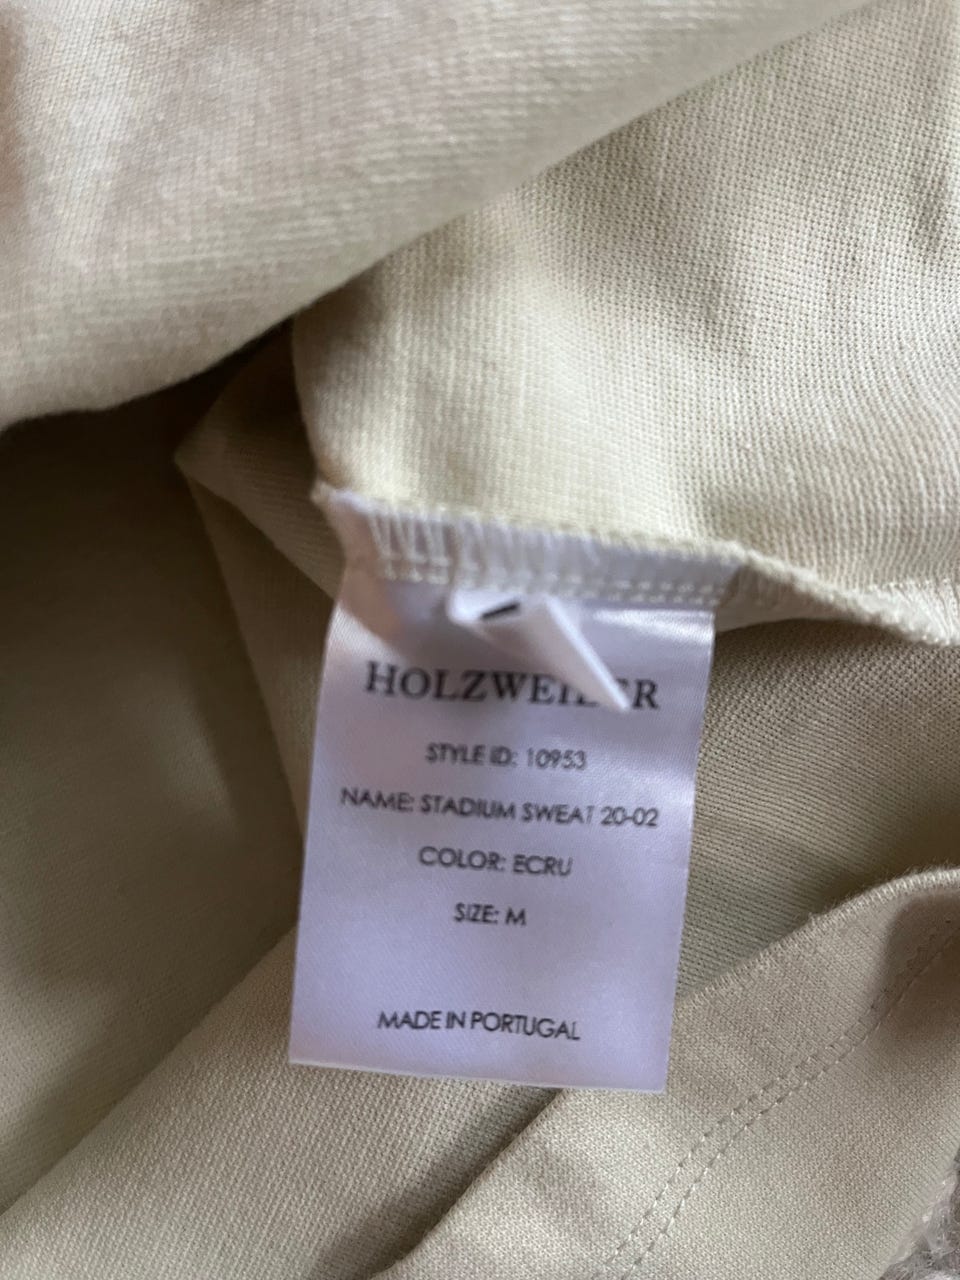 HOLZWEILER
STYLE ID: 10953
NAME: STADIUM SWEAT 20-02
COLOR: ECRU
SIZE: M
MADE IN PORTUGAL